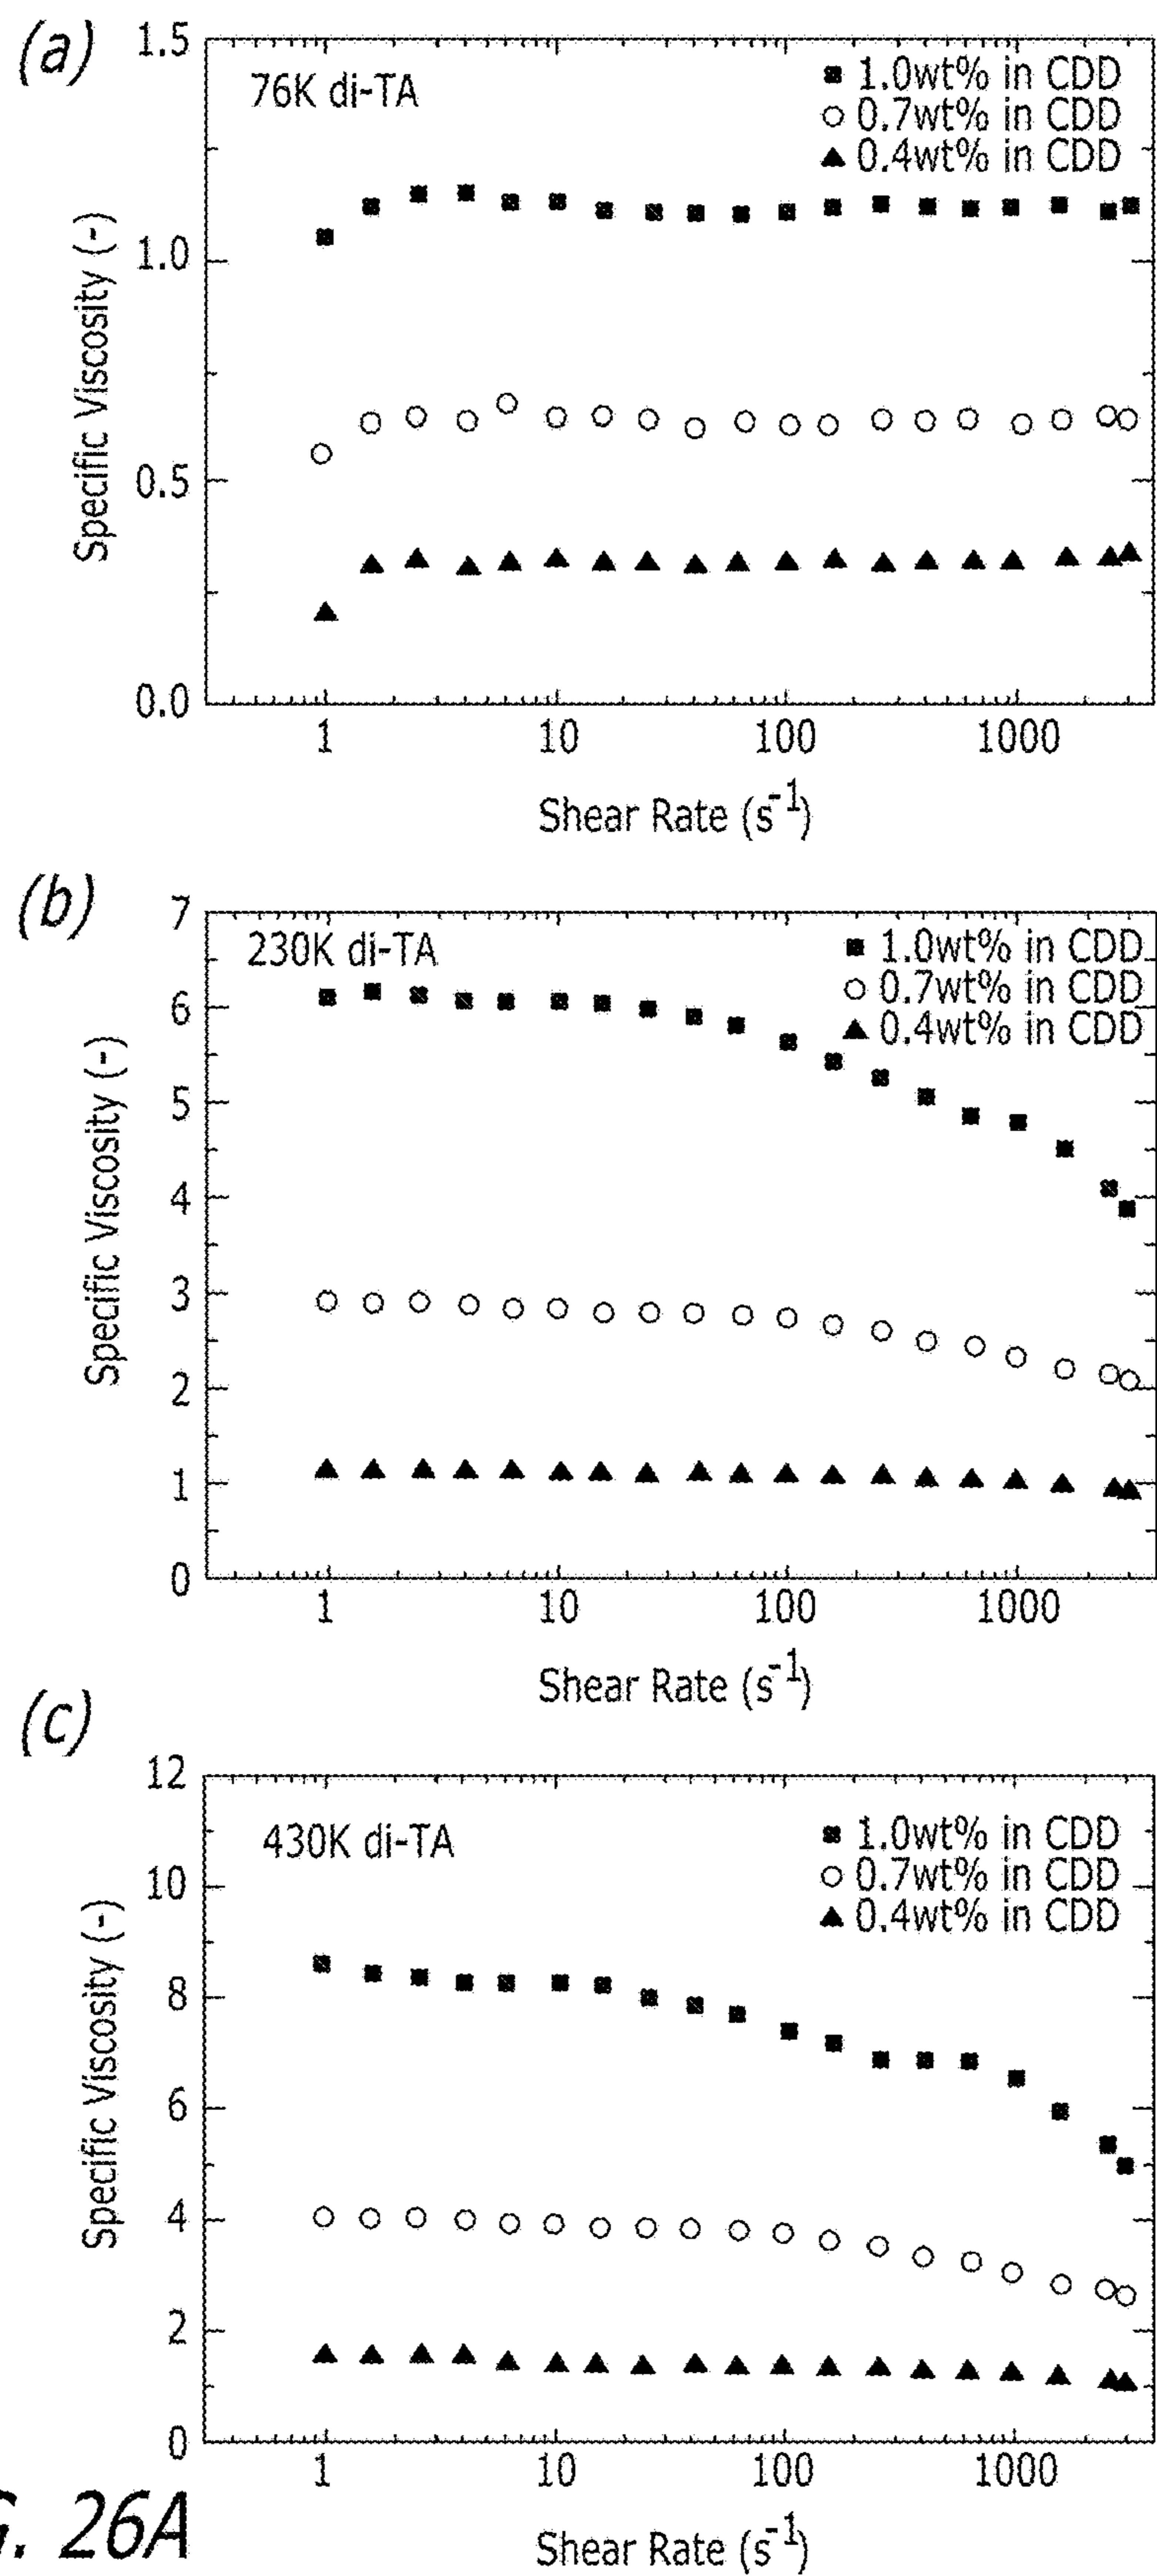 (a)
1.5
76K di-TA
1.0wt% in CDD
0.7wt% in CDD
0.4wt% in CDD
Specific Viscosity (-)
1.0
0.5
0.0
1 10 100 1000
Shear Rate (s-1)
(b)
7
230K di-TA
1.0wt% in CDD
0.7wt% in CDD
0.4wt% in CDD
Specific Viscosity (-)
6
5
4
3
2
1
0
1 10 100 1000
Shear Rate (s-1)
(c)
12
430K di-TA
1.0wt% in CDD
0.7wt% in CDD
0.4wt% in CDD
Specific Viscosity (-)
10
8
6
4
2
0
1 10 100 1000
G. 26A
Shear Rate (s-1)